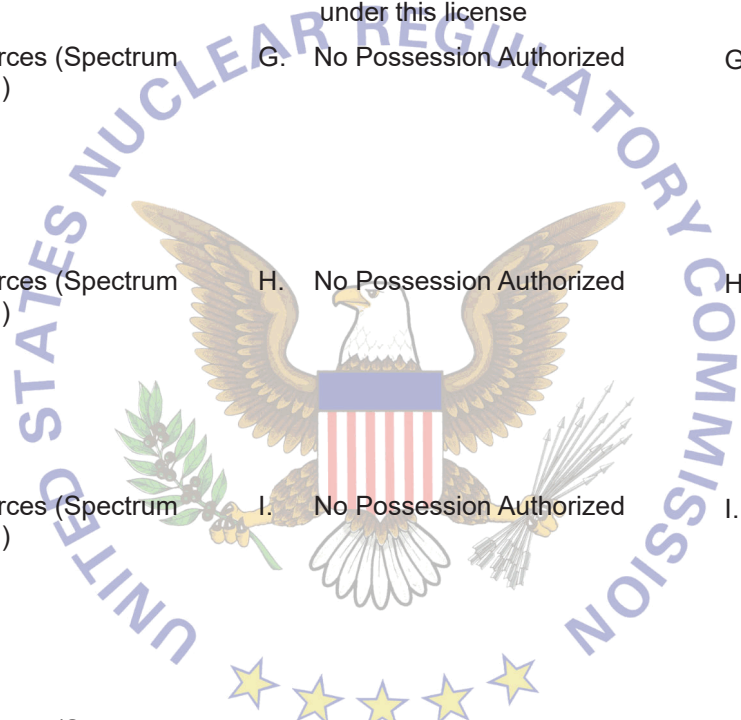 under this license
rces (Spectrum G. No Possession Authorized G
)
rces (Spectrum H. No Possession Authorized H
)
rces (Spectrum I. No Possession Authorized I.
)
UNITED STATES NUCLEAR REGULATORY COMMISSION